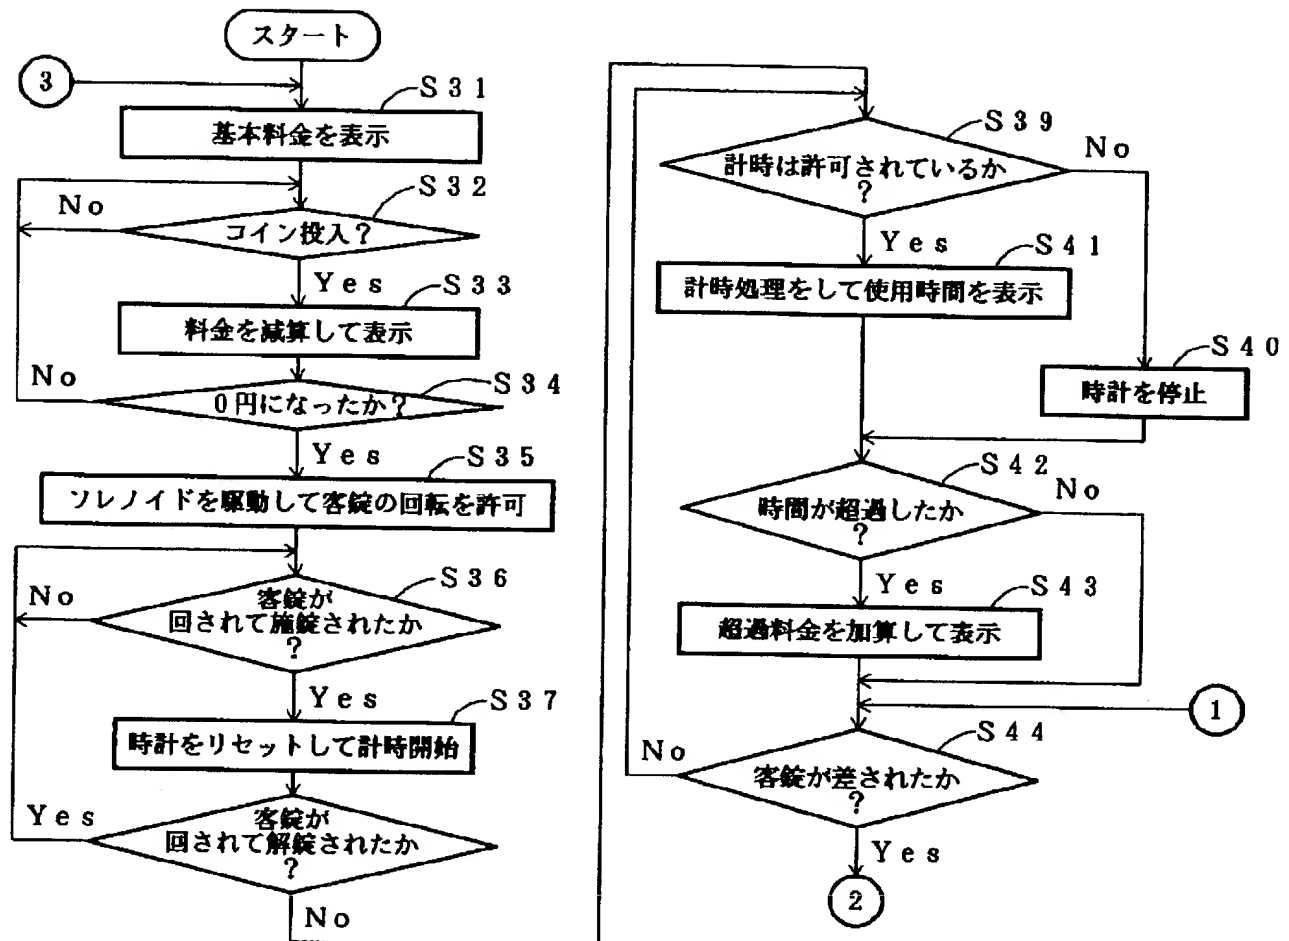 スタート
3
S31
基本料金を表示
S32
No
コイン投入?
Yes
S33
料金を減算して表示
No
S34
0円になったか?
Yes
S35
ソレノイドを駆動して客錠の回転を許可
S36
No
客錠が
回されて施錠されたか
?
Yes
S37
時計をリセットして計時開始
Yes
客錠が
回されて解錠されたか
?
No
S39
計時は許可されているか
?
No
Yes
S41
計時処理をして使用時間を表示
S40
時計を停止
S42
時間が超過したか
?
No
Yes
S43
超過料金を加算して表示
1
S44
No
客錠が差されたか
?
Yes
2